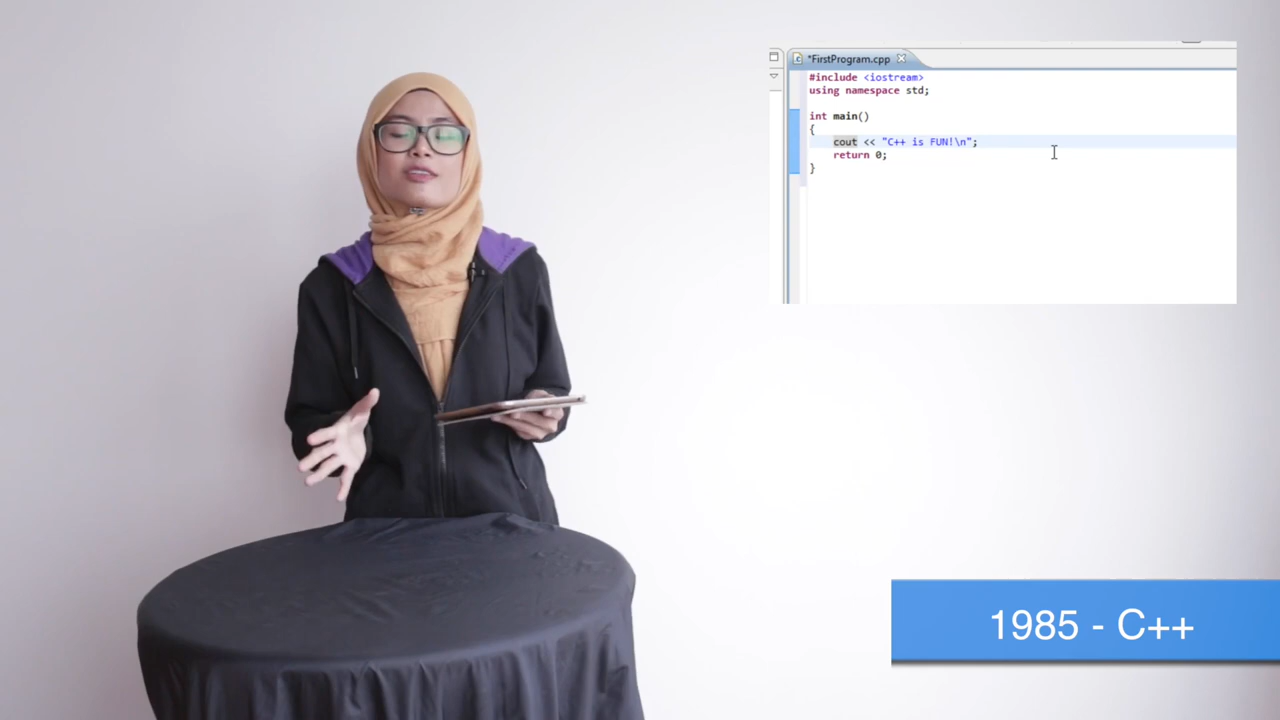 *FirstProgram.cpp
#include <iostream>
using namespace std;
int main()
{
cout << "C++ is FUN!\n";
return 0;
}
1985 - C++